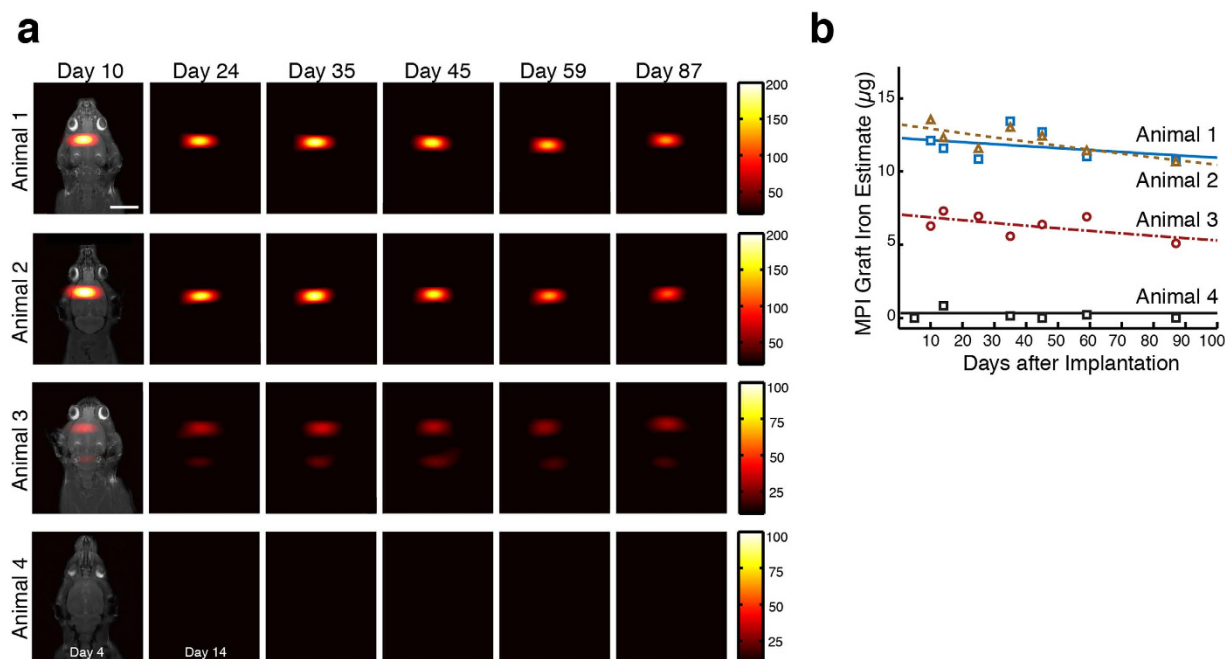 a
Day 10 Day 24 Day 35 Day 45 Day 59 Day 87
Animal 1
200
150
100
50
Animal 2
200
150
100
50
Animal 3
100
75
50
25
Animal 4
Day 4
Day 14
100
75
50
25
b
MPI Graft Iron Estimate (µg)
15
10
5
0
Animal 1
Animal 2
Animal 3
Animal 4
10 20 30 40 50 60 70 80 90 100
Days after Implantation